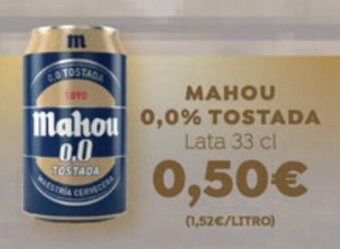 m
0.0 TOSTADA
1890
Mahou
0.0
TOSTADA
MAESTRÍA CERVECERA
MAHOU
0,0% TOSTADA
Lata 33 cl
0,50€
(1,52€/LITRO)